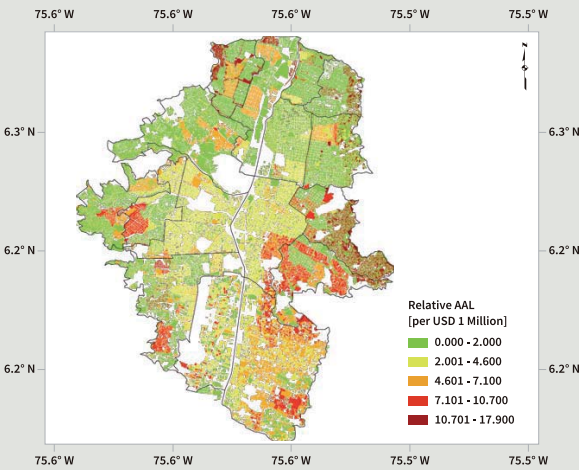 75.6° W 75.6° W 75.6° W 75.5° W 75.5° W
6.3° N 6.3° N
6.2° N 6.2° N
Relative AAL
[per USD 1 Million]
0.000 - 2.000
2.001 - 4.600
4.601 - 7.100
7.101 - 10.700
10.701 - 17.900
6.2° N 6.2° N
75.6° W 75.6° W 75.6° W 75.5° W 75.5° W